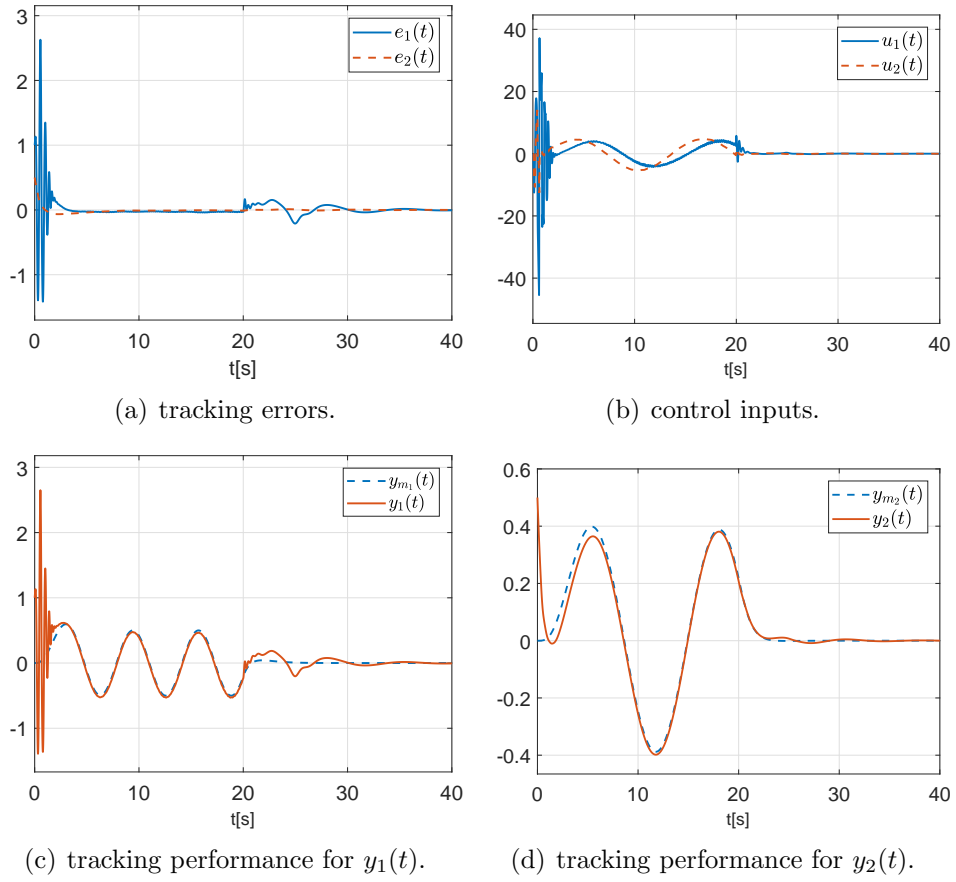 3
2
1
0
-1
e₁(t)
e₂(t)
0 10 20 30 40
t[s]
(a) tracking errors.
40
20
0
-20
-40
u₁(t)
u₂(t)
0 10 20 30 40
t[s]
(b) control inputs.
3
2
1
0
-1
yₘ₁(t)
y₁(t)
0 10 20 30 40
t[s]
(c) tracking performance for y₁(t).
0.6
0.4
0.2
0
-0.2
-0.4
yₘ₂(t)
y₂(t)
0 10 20 30 40
t[s]
(d) tracking performance for y₂(t).